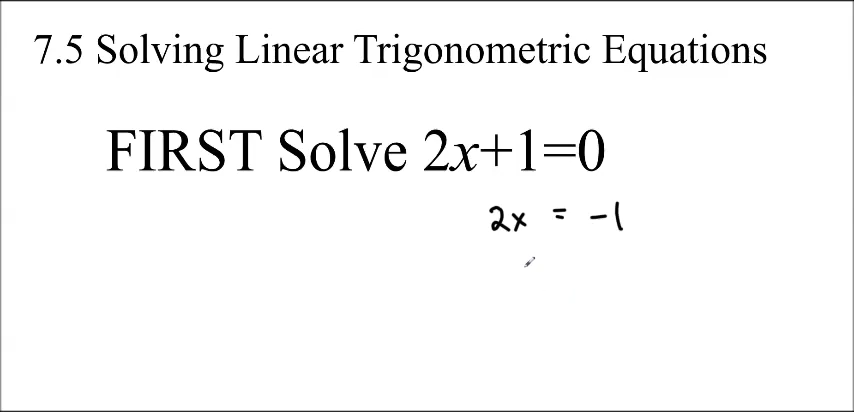 7.5 Solving Linear Trigonometric Equations
FIRST Solve 2x+1=0
2x = -1